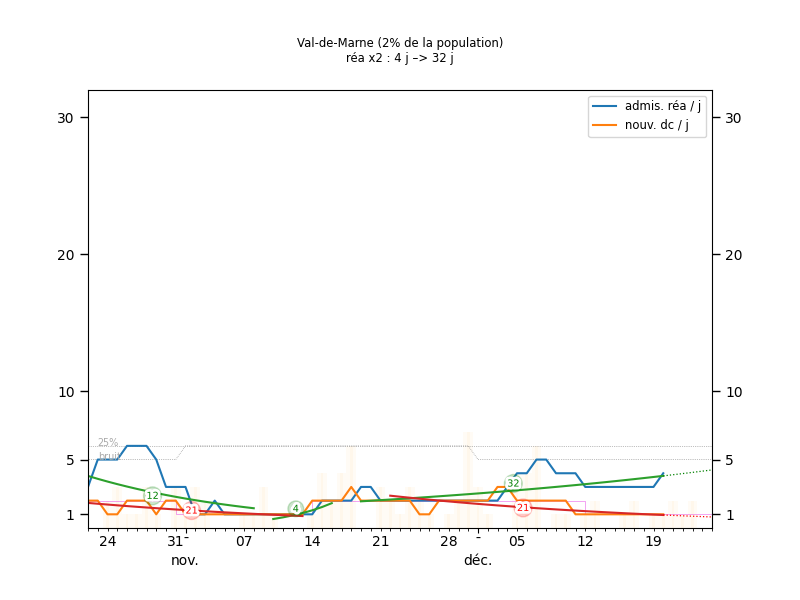 Val-de-Marne (2% de la population)
réa x2 : 4 j –> 32 j
admis. réa / j
nouv. dc / j
30 30
20 20
10 10
25%
bruit
5 5
12 4 32
21 21
1 1
24 31 07 14 21 28 05 12 19
nov. déc.